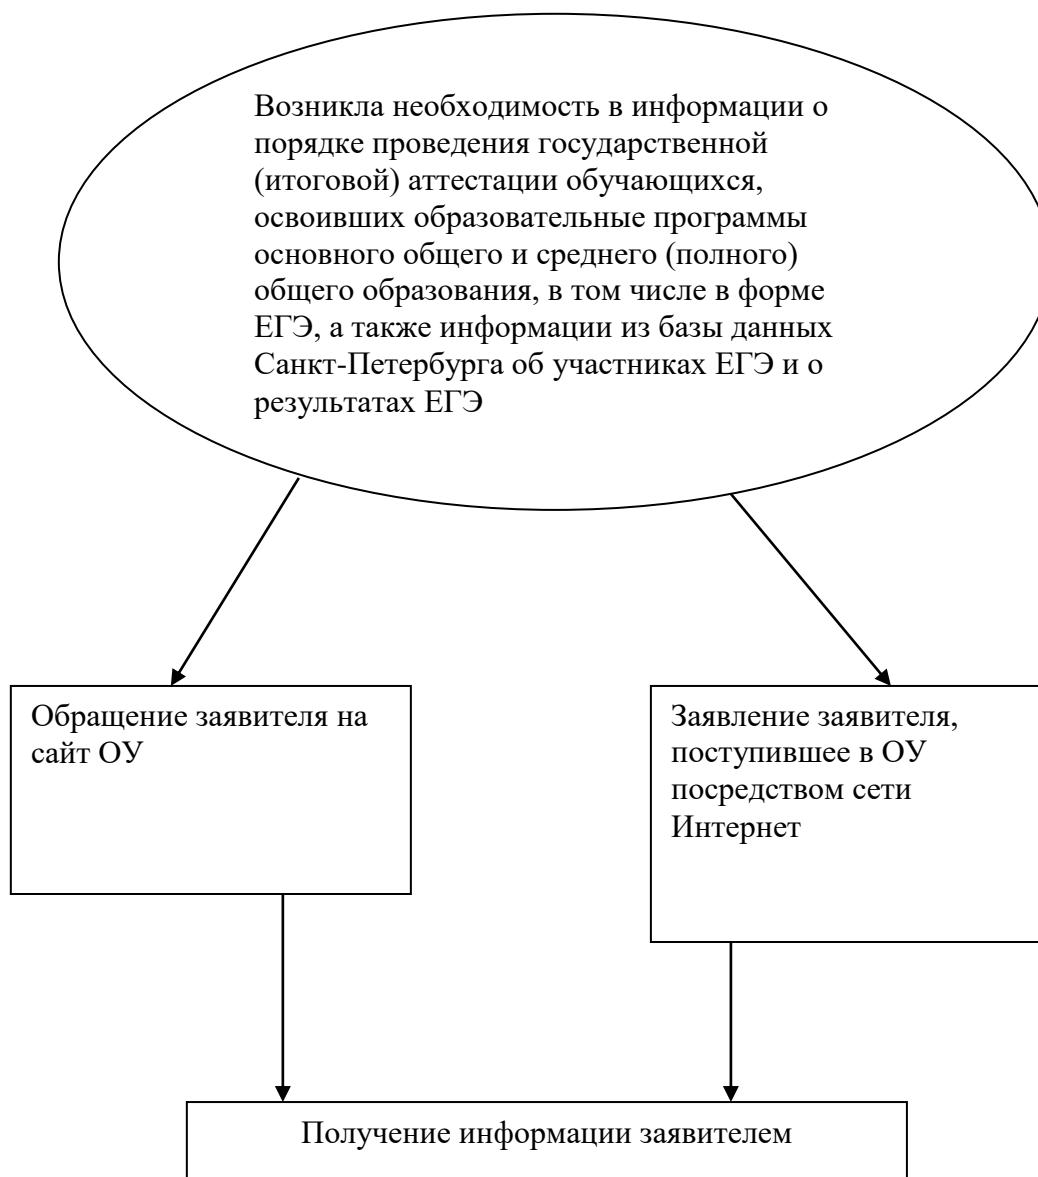 Возникла необходимость в информации о
порядке проведения государственной
(итоговой) аттестации обучающихся,
освоивших образовательные программы
основного общего и среднего (полного)
общего образования, в том числе в форме
ЕГЭ, а также информации из базы данных
Санкт-Петербурга об участниках ЕГЭ и о
результатах ЕГЭ
Обращение заявителя на
сайт ОУ
Заявление заявителя,
поступившее в ОУ
посредством сети
Интернет
Получение информации заявителем